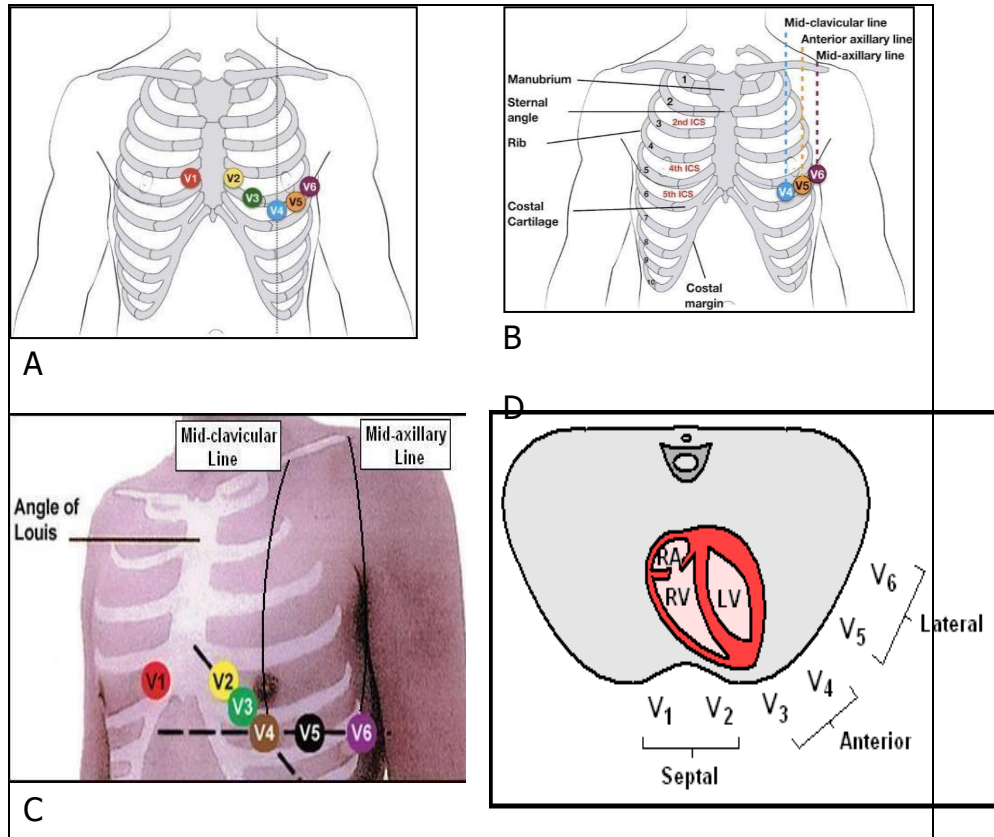 V1
V2
V3
V4
V5
V6
A
Mid-clavicular line
Anterior axillary line
Mid-axillary line
Manubrium
Sternal
angle
Rib
Costal
Cartilage
Costal
margin
1
2
3
4
5
6
7
8
9
10
2nd ICS
4th ICS
5th ICS
V4
V5
V6
B
Mid-clavicular
Line
Mid-axillary
Line
Angle of
Louis
V1
V2
V3
V4
V5
V6
C
D
RA
RV
LV
V6
V5
Lateral
V4
V3
Anterior
V1
V2
Septal